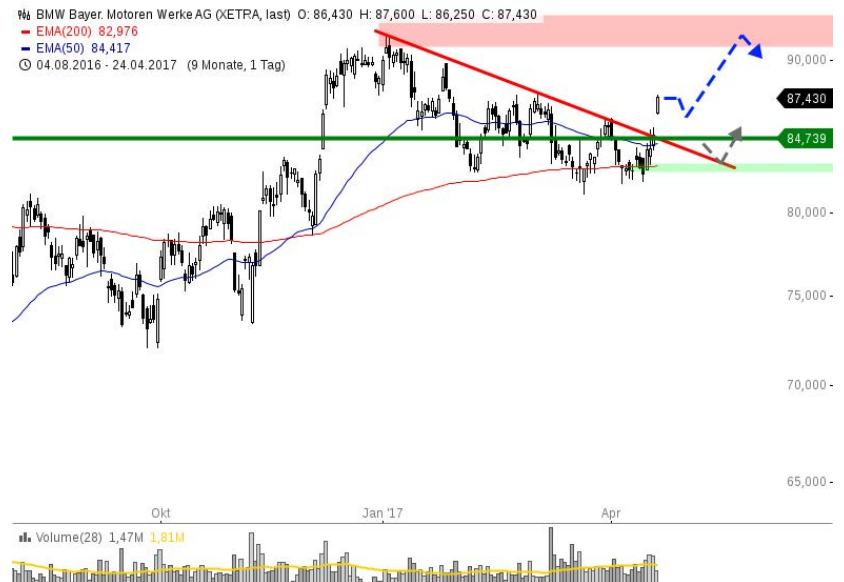 BMW Bayer. Motoren Werke AG (XETRA, last) O: 86,430 H: 87,600 L: 86,250 C: 87,430
EMA(200) 82,976
EMA(50) 84,417
04.08.2016 - 24.04.2017 (9 Monate, 1 Tag)
90,000
87,430
84,739
80,000
75,000
70,000
65,000
Okt Jan '17 Apr
Volume(28) 1,47M 1,81M